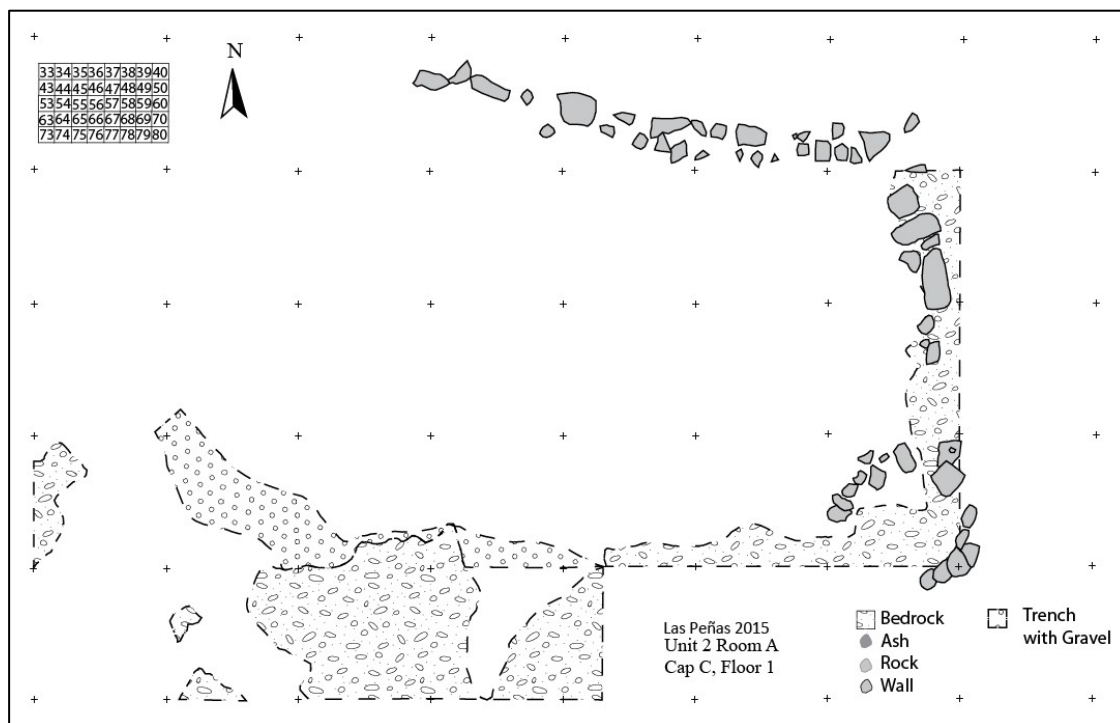 N
33 34 35 36 37 38 39 40
43 44 45 46 47 48 49 50
53 54 55 56 57 58 59 60
63 64 65 66 67 68 69 70
73 74 75 76 77 78 79 80
Las Peñas 2015
Unit 2 Room A
Cap C, Floor 1
Bedrock
Ash
Rock
Wall
Trench
with Gravel